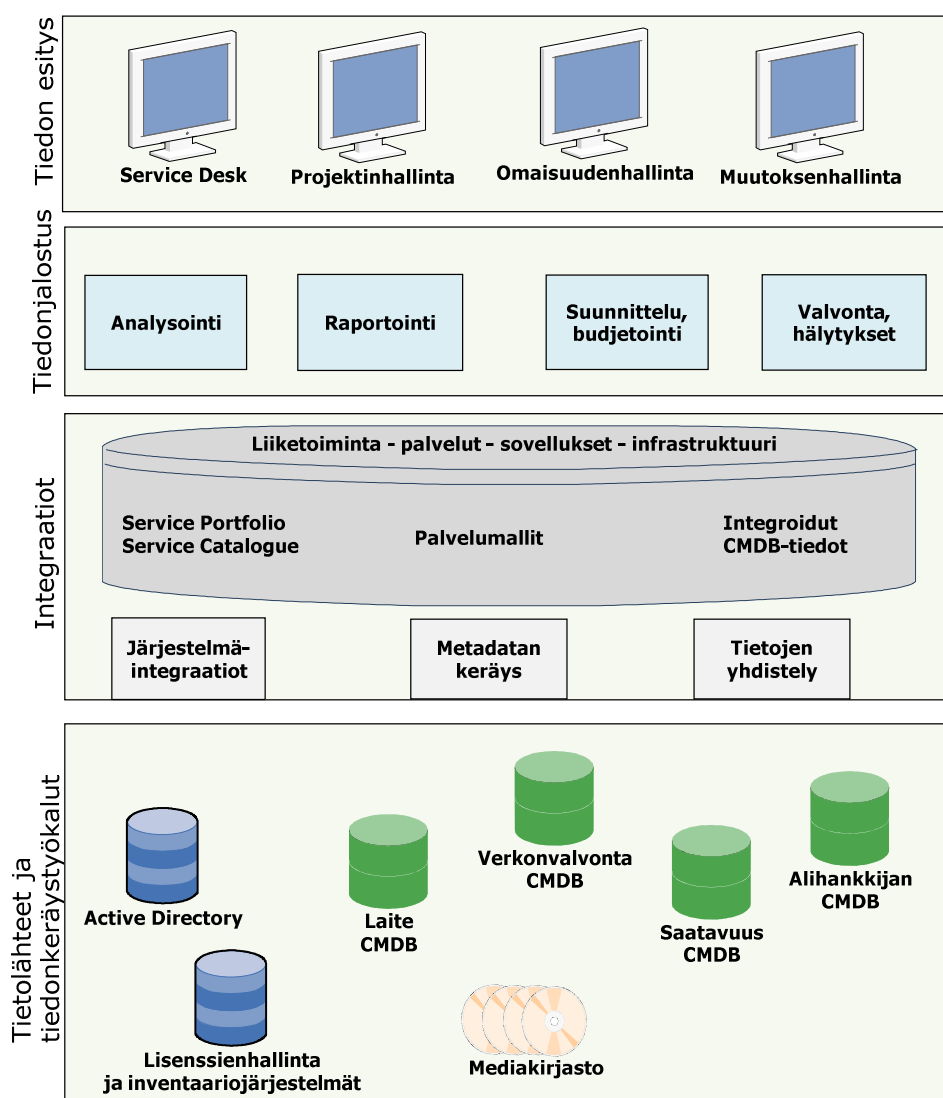 Tiedon esitys
Service Desk
Projektinhallinta
Omaisuudenhallinta
Muutoksenhallinta
Tiedonjalostus
Analysointi
Raportointi
Suunnittelu,
budjetointi
Valvonta,
hälytykset
Integraatiot
Liiketoiminta - palvelut – sovellukset - infrastruktuuri
Service Portfolio
Service Catalogue
Palvelumallit
Integroidut
CMDB-tiedot
Järjestelmä-
integraatiot
Metadatan
keräys
Tietojen
yhdistely
Tietolähteet ja
tiedonkeräystyökalut
Active Directory
Laite
CMDB
Verkonvalvonta
CMDB
Saatavuus
CMDB
Alihankkijan
CMDB
Lisenssienhallinta
ja inventaariojärjestelmät
Mediakirjasto